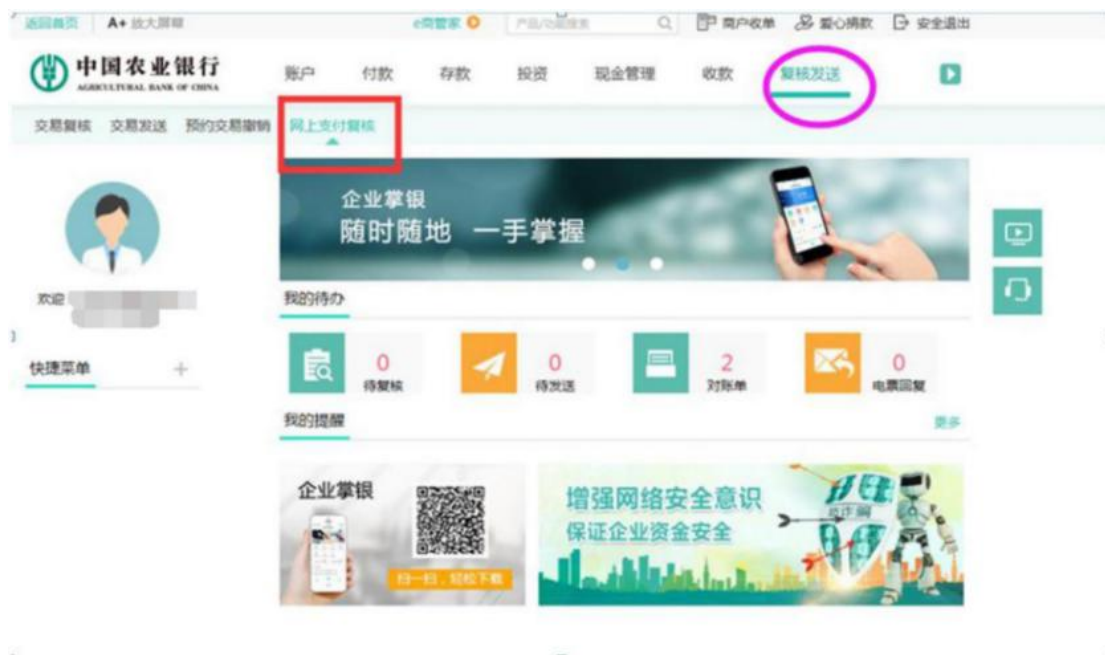 返回首页 A+ 放大屏幕 e商管家 产品/功能搜索 商户收单 爱心捐款 安全退出
中国农业银行
AGRICULTURAL BANK OF CHINA
账户 付款 存款 投资 现金管理 收款 复核发送
交易复核 交易发送 预约交易撤销 网上支付复核
企业掌银
随时随地 一手掌握
欢迎
我的待办
快捷菜单 +
0 待复核
0 待发送
2 对账单
0 电票回复
我的提醒 更多
企业掌银
扫一扫，轻松下载
增强网络安全意识
保证企业资金安全